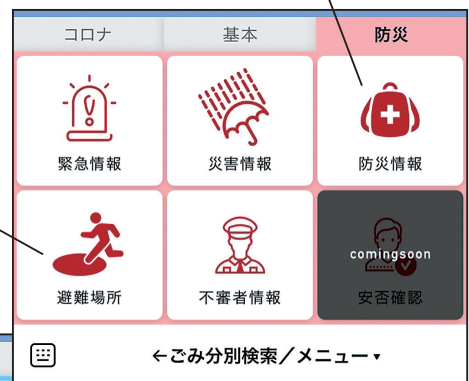 コロナ
基本
防災
緊急情報
災害情報
防災情報
避難場所
不審者情報
comingsoon
安否確認
←ごみ分別検索／メニュー▾